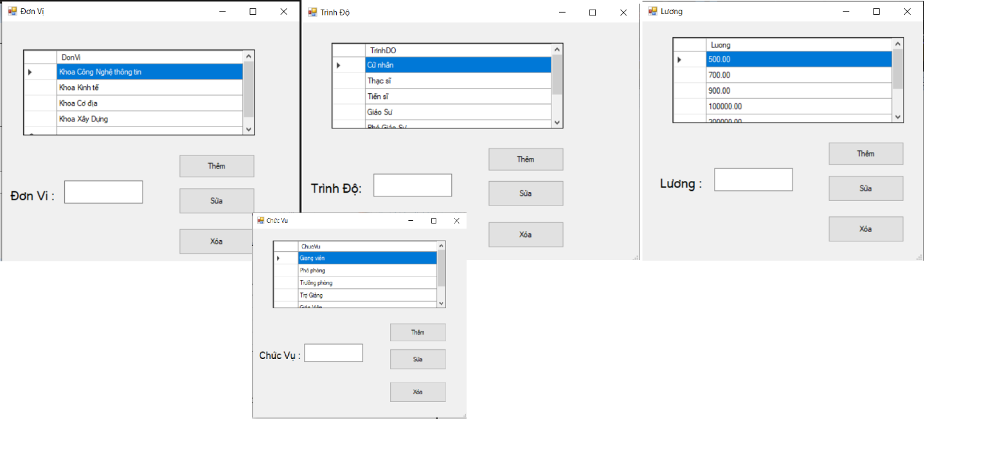 Đơn Vị
DonVi
Khoa Công Nghệ thông tin
Khoa Kinh tế
Khoa Cơ địa
Khoa Xây Dựng
Thêm
Đơn Vi :
Sửa
Xóa
Trình Độ
TrinhDO
Cử nhân
Thạc sĩ
Tiến sĩ
Giáo Sư
Phó Giáo Sư
Thêm
Trình Độ:
Sửa
Xóa
Lương
Luong
500.00
700.00
900.00
100000.00
200000.00
Thêm
Lương :
Sửa
Xóa
Chức Vu
ChucVu
Giang viên
Phó phòng
Trưởng phòng
Trợ Giảng
Giáo Viên
Thêm
Chức Vụ :
Sửa
Xóa